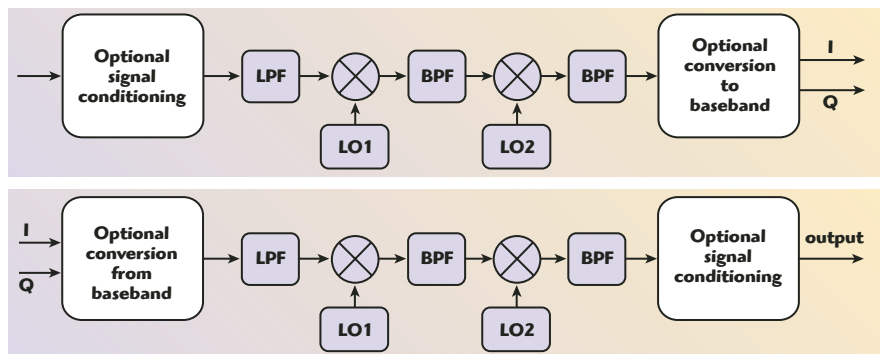 Optional
signal
conditioning
LPF
BPF
BPF
LO1
LO2
Optional
conversion
to
baseband
I
Q
I
Q
Optional
conversion
from
baseband
LPF
BPF
BPF
LO1
LO2
Optional
signal
conditioning
output